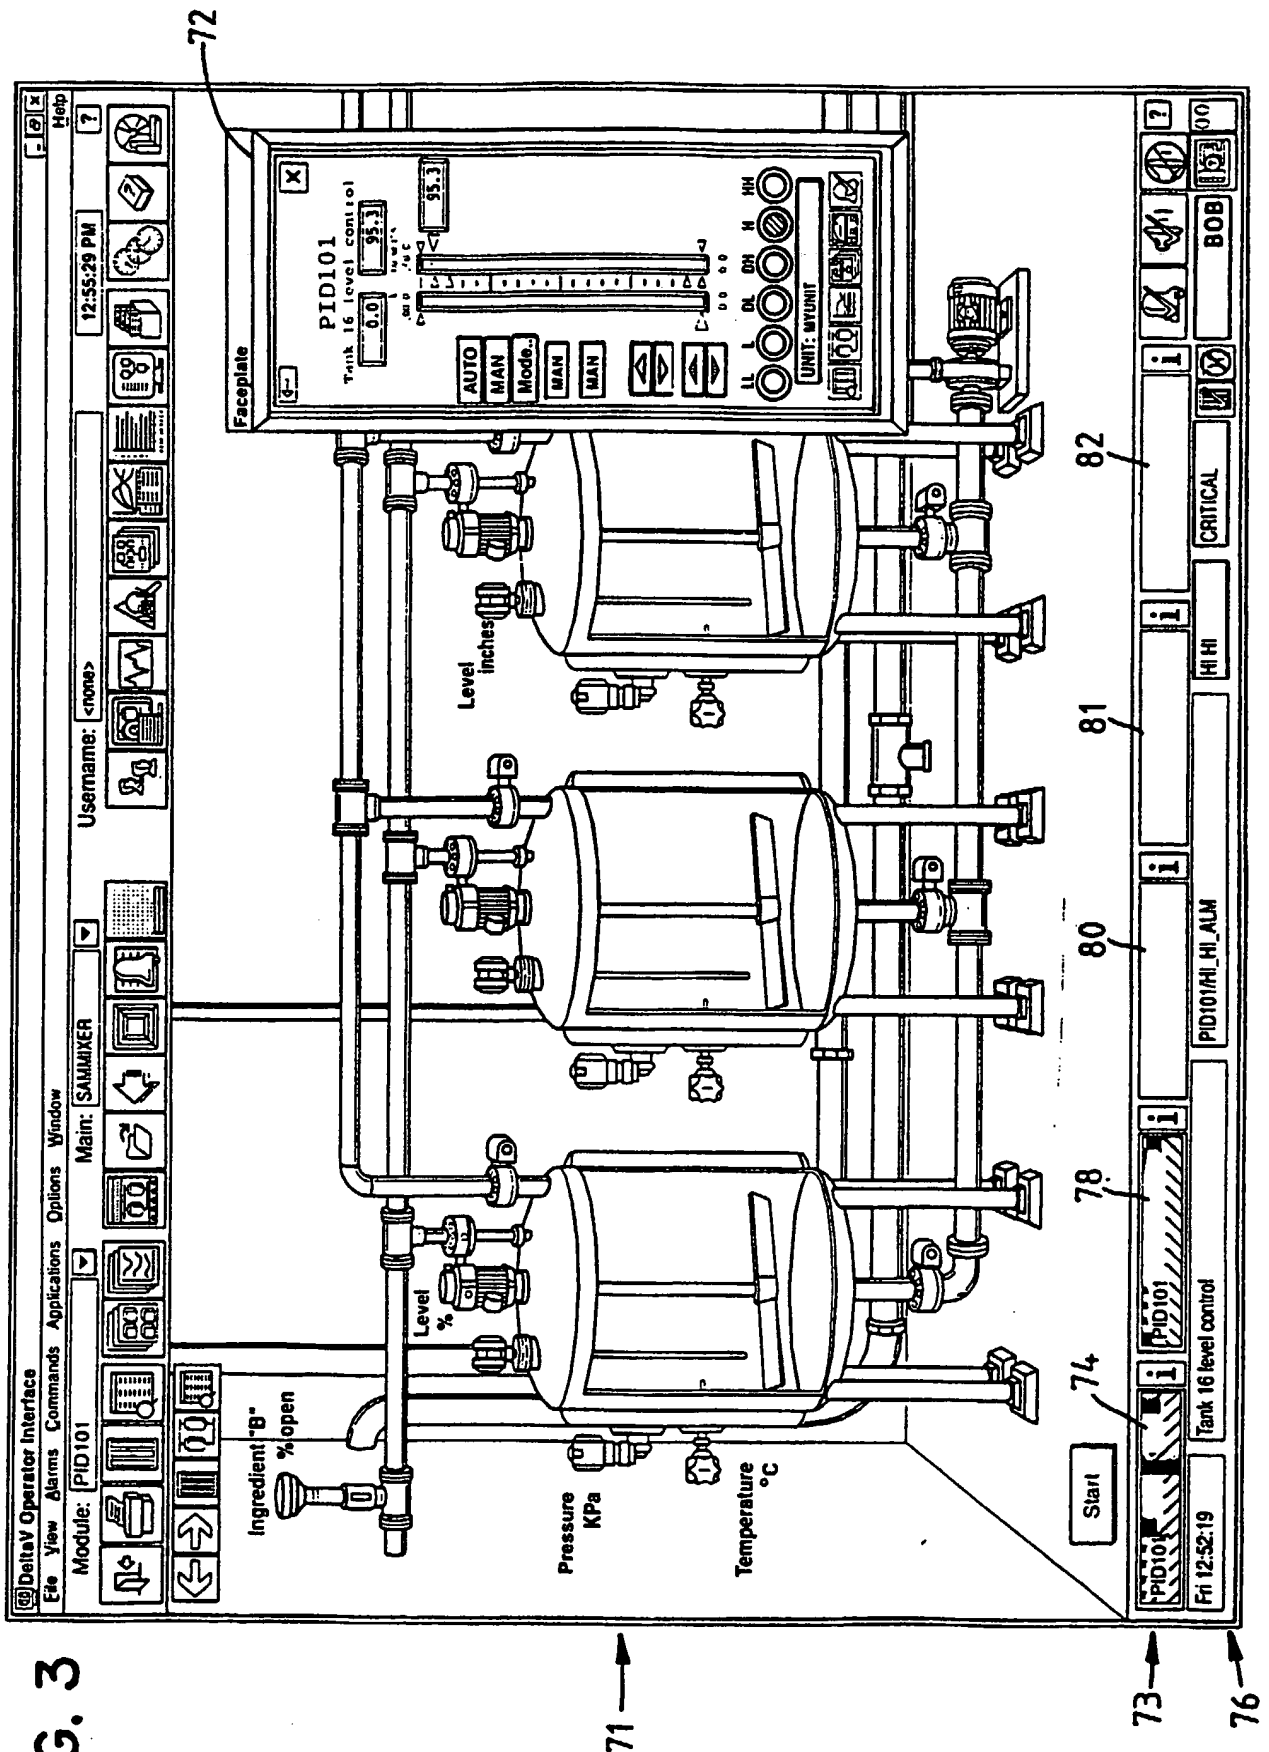 G. 3
DeltaV Operator Interface
File View Alarms Commands Applications Options Window Help
Module: PID101 Main: SAMMIXER Username: <none> 12:55:29 PM ?
72
Faceplate
X
PID101
Tank 16 level control
0.0 95.3
95.3
AUTO
MAN
Mode..
MAN
MAN
LL L DL DH H HH
UNIT: MYUNIT
Ingredient "B"
% open
Level
%
Level
inches
Pressure
KPa
Temperature
°C
71
Start
74
78
80
81
82
73
PID101 i PID101 i i i i ?
76
Fri 12:52:19 Tank 16 level control PID101/HI_HI_ALM HI HI CRITICAL BOB